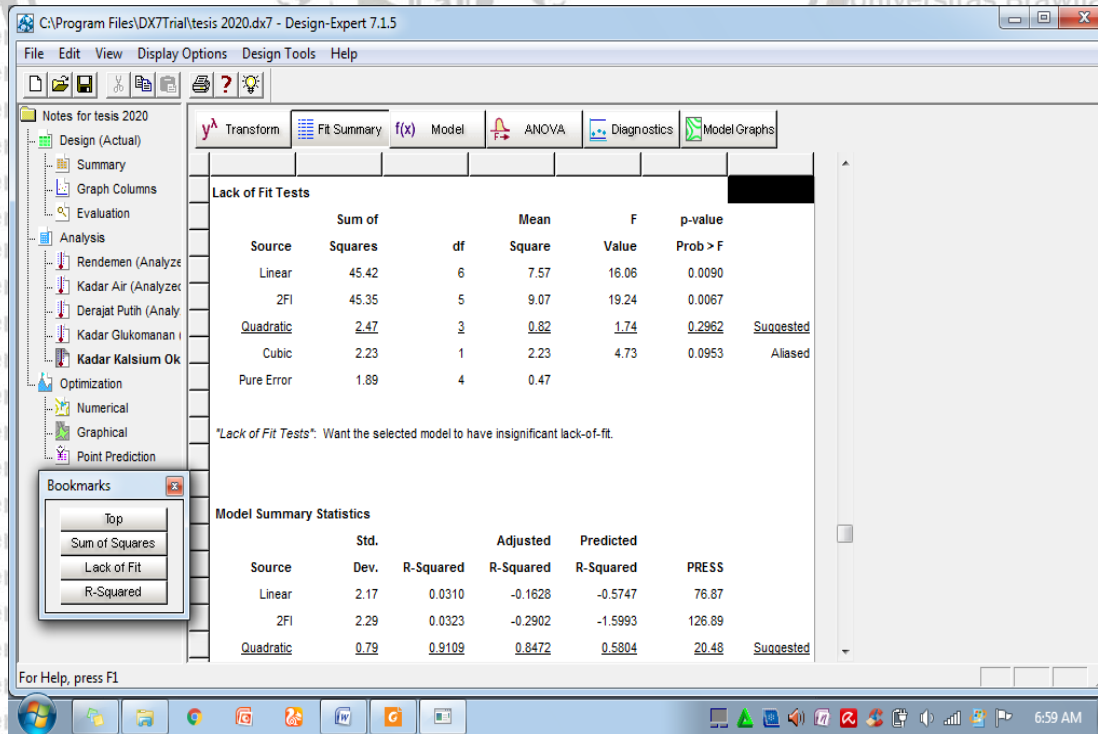 C:\Program Files\DX7Trial\tesis 2020.dx7 - Design-Expert 7.1.5
File Edit View Display Options Design Tools Help
Notes for tesis 2020
Design (Actual)
Summary
Graph Columns
Evaluation
Analysis
Rendemen (Analyze
Kadar Air (Analyzed
Derajat Putih (Analy
Kadar Glukomanan (
Kadar Kalsium Ok
Optimization
Numerical
Graphical
Point Prediction
Bookmarks
Top
Sum of Squares
Lack of Fit
R-Squared
yλ Transform Fit Summary f(x) Model ANOVA Diagnostics Model Graphs
Lack of Fit Tests
Sum of Mean F p-value
Source Squares df Square Value Prob > F
Linear 45.42 6 7.57 16.06 0.0090
2FI 45.35 5 9.07 19.24 0.0067
Quadratic 2.47 3 0.82 1.74 0.2962 Suggested
Cubic 2.23 1 2.23 4.73 0.0953 Aliased
Pure Error 1.89 4 0.47
"Lack of Fit Tests": Want the selected model to have insignificant lack-of-fit.
Model Summary Statistics
Std. Adjusted Predicted
Source Dev. R-Squared R-Squared R-Squared PRESS
Linear 2.17 0.0310 -0.1628 -0.5747 76.87
2FI 2.29 0.0323 -0.2902 -1.5993 126.89
Quadratic 0.79 0.9109 0.8472 0.5804 20.48 Suggested
For Help, press F1
6:59 AM